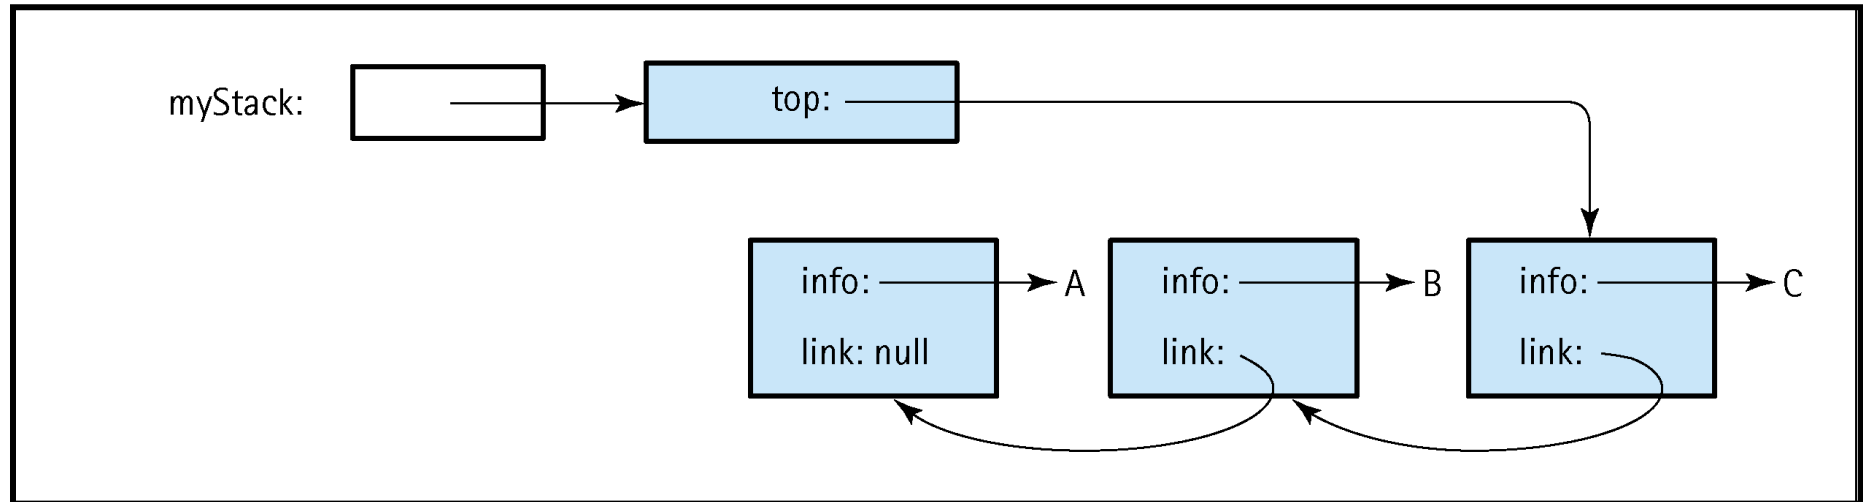 myStack:
top:
info: A
info: B
info: C
link: null
link:
link: